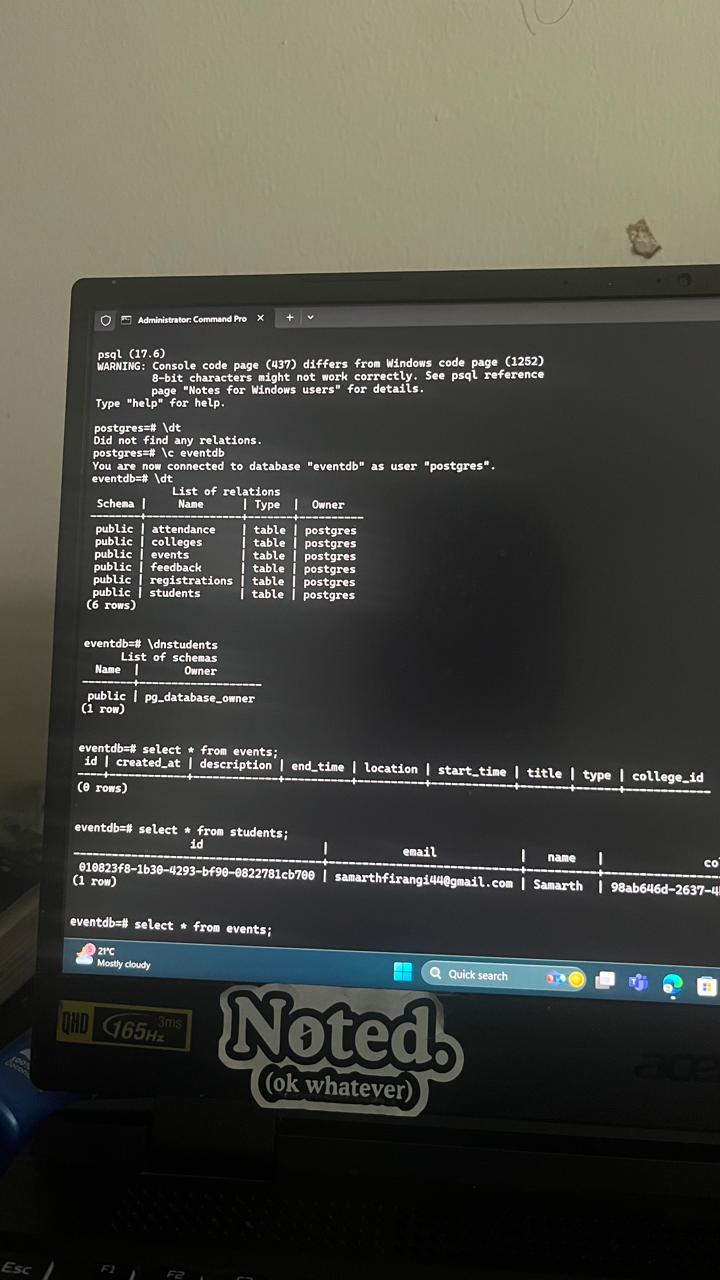 Administrator: Command Pro
psql (17.6)
WARNING: Console code page (437) differs from Windows code page (1252)
8-bit characters might not work correctly. See psql reference
page "Notes for Windows users" for details.
Type "help" for help.
postgres=# \dt
Did not find any relations.
postgres=# \c eventdb
You are now connected to database "eventdb" as user "postgres".
eventdb=# \dt
List of relations
Schema | Name | Type | Owner
public | attendance | table | postgres
public | colleges | table | postgres
public | events | table | postgres
public | feedback | table | postgres
public | registrations | table | postgres
public | students | table | postgres
(6 rows)
eventdb=# \dnstudents
List of schemas
Name | Owner
public | pg_database_owner
(1 row)
eventdb=# select * from events;
id | created_at | description | end_time | location | start_time | title | type | college_id
(0 rows)
eventdb=# select * from students;
id | email | name | co
010823f8-1b30-4293-bf90-0822781cb700 | samarthfirangi44@gmail.com | Samarth | 98ab646d-2637-4
(1 row)
eventdb=# select * from events;
21°C
Mostly cloudy
Quick search
QHD 165Hz 3ms
Noted.
(ok whatever)
acer
Esc F1 F2